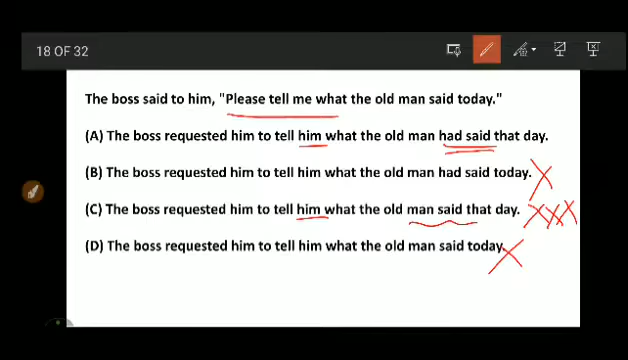 18 OF 32
The boss said to him, "Please tell me what the old man said today."
(A) The boss requested him to tell him what the old man had said that day.
(B) The boss requested him to tell him what the old man had said today.
(C) The boss requested him to tell him what the old man said that day.
(D) The boss requested him to tell him what the old man said today.